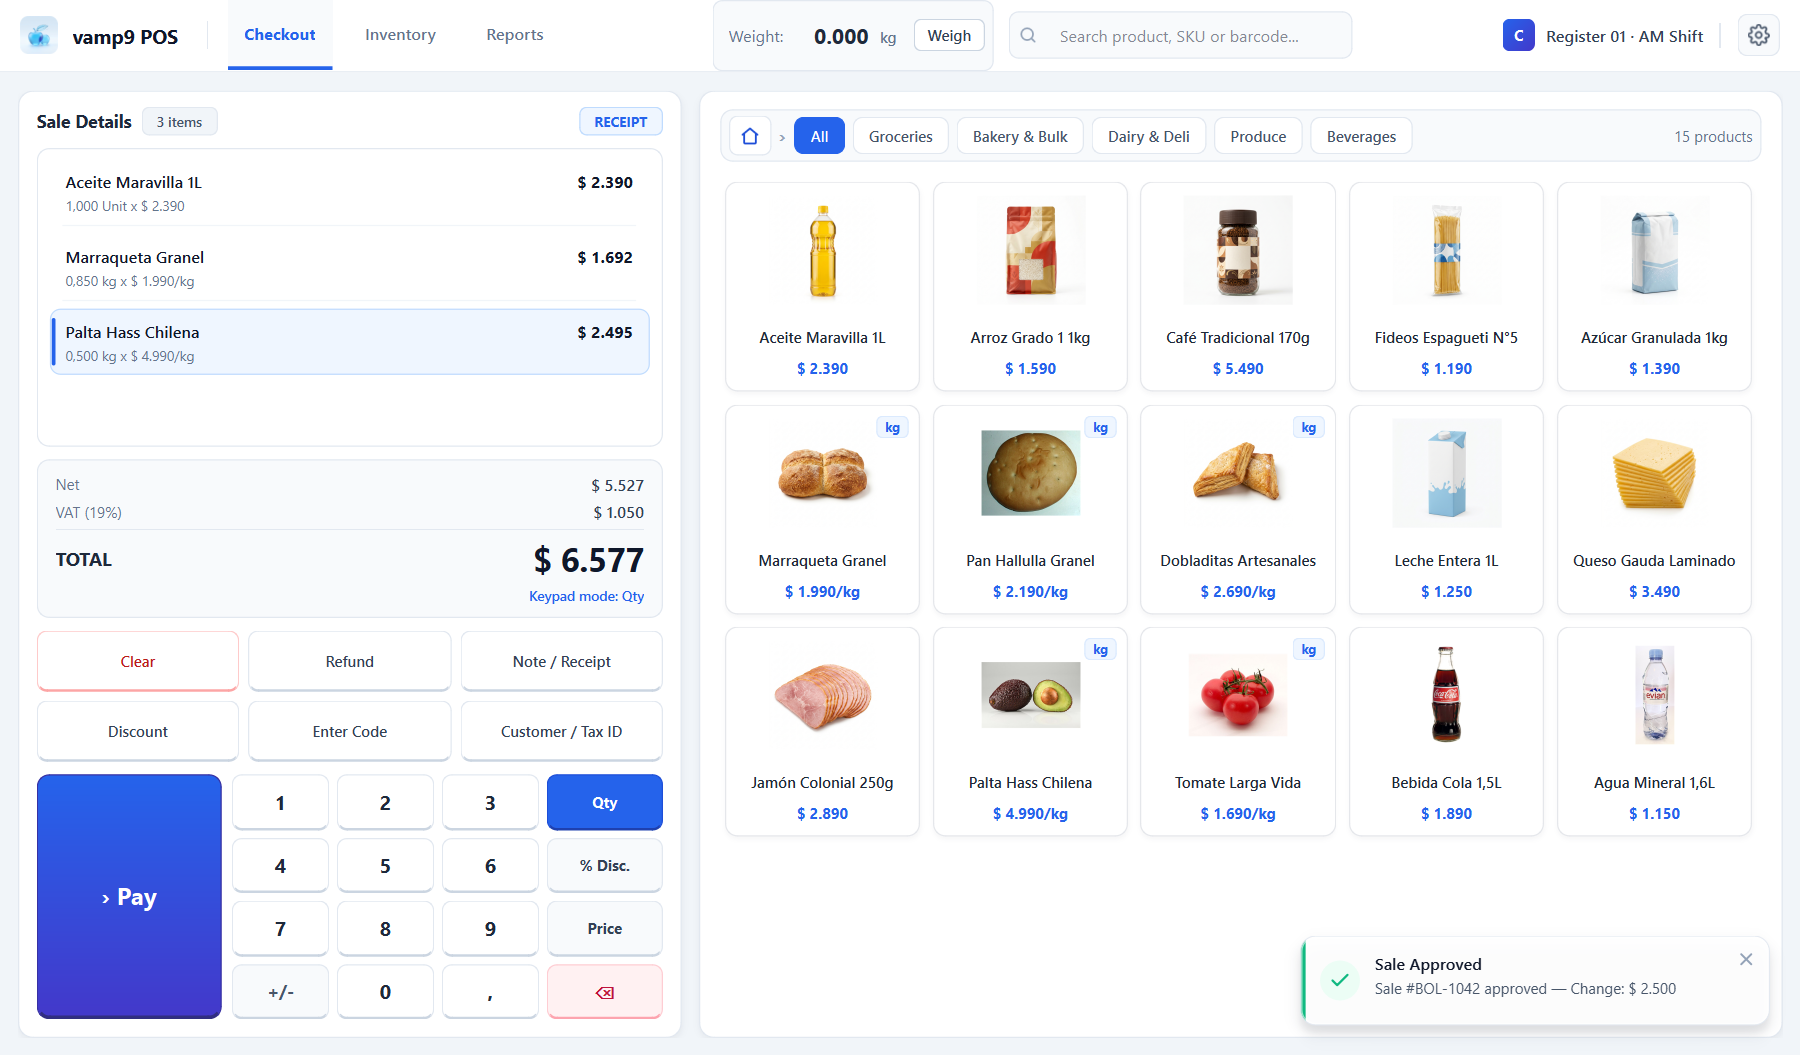 vamp9 POS
Checkout
Inventory
Reports
Weight: 0.000 kg
Weigh
Search product, SKU or barcode...
C
Register 01 · AM Shift
Sale Details
3 items
RECEIPT
Aceite Maravilla 1L $ 2.390
1,000 Unit x $ 2.390
Marraqueta Granel $ 1.692
0,850 kg x $ 1.990/kg
Palta Hass Chilena $ 2.495
0,500 kg x $ 4.990/kg
Net $ 5.527
VAT (19%) $ 1.050
TOTAL $ 6.577
Keypad mode: Qty
Clear
Refund
Note / Receipt
Discount
Enter Code
Customer / Tax ID
› Pay
1 2 3 Qty
4 5 6 % Disc.
7 8 9 Price
+/- 0 ,
› All
Groceries
Bakery & Bulk
Dairy & Deli
Produce
Beverages
15 products
Aceite Maravilla 1L
$ 2.390
Arroz Grado 1 1kg
$ 1.590
Café Tradicional 170g
$ 5.490
Fideos Espagueti N°5
$ 1.190
Azúcar Granulada 1kg
$ 1.390
kg
Marraqueta Granel
$ 1.990/kg
kg
Pan Hallulla Granel
$ 2.190/kg
kg
Dobladitas Artesanales
$ 2.690/kg
Leche Entera 1L
$ 1.250
Queso Gauda Laminado
$ 3.490
Jamón Colonial 250g
$ 2.890
kg
Palta Hass Chilena
$ 4.990/kg
kg
Tomate Larga Vida
$ 1.690/kg
Coca-Cola
Bebida Cola 1,5L
$ 1.890
evian
Agua Mineral 1,6L
$ 1.150
Sale Approved
Sale #BOL-1042 approved — Change: $ 2.500